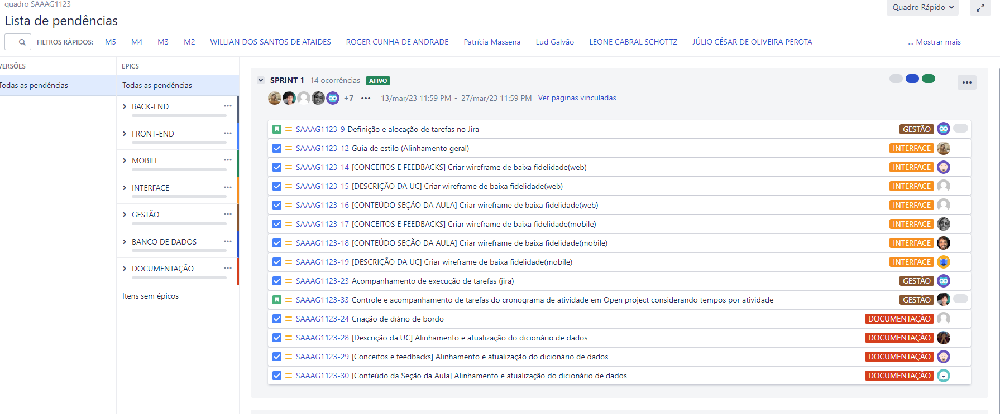 quadro SAAAG1123
Quadro Rápido
Lista de pendências
FILTROS RÁPIDOS: M5 M4 M3 M2 WILLIAN DOS SANTOS DE ATAIDES ROGER CUNHA DE ANDRADE Patrícia Massena Lud Galvão LEONE CABRAL SCHOTTZ JÚLIO CÉSAR DE OLIVEIRA PEROTA ... Mostrar mais
VERSÕES
Todas as pendências
EPICS
Todas as pendências
BACK-END
FRONT-END
MOBILE
INTERFACE
GESTÃO
BANCO DE DADOS
DOCUMENTAÇÃO
Itens sem épicos
SPRINT 1 14 ocorrências ATIVO
+7 ••• 13/mar/23 11:59 PM • 27/mar/23 11:59 PM Ver páginas vinculadas
SAAAG1123-9 Definição e alocação de tarefas no Jira GESTÃO
SAAAG1123-12 Guia de estilo (Alinhamento geral) INTERFACE
SAAAG1123-14 [CONCEITOS E FEEDBACKS] Criar wireframe de baixa fidelidade(web) INTERFACE
SAAAG1123-15 [DESCRIÇÃO DA UC] Criar wireframe de baixa fidelidade(web) INTERFACE
SAAAG1123-16 [CONTEÚDO SEÇÃO DA AULA] Criar wireframe de baixa fidelidade(web) INTERFACE
SAAAG1123-17 [CONCEITOS E FEEDBACKS] Criar wireframe de baixa fidelidade(mobile) INTERFACE
SAAAG1123-18 [CONTEÚDO SEÇÃO DA AULA] Criar wireframe de baixa fidelidade(mobile) INTERFACE
SAAAG1123-19 [DESCRIÇÃO DA UC] Criar wireframe de baixa fidelidade(mobile) INTERFACE
SAAAG1123-23 Acompanhamento de execução de tarefas (jira) GESTÃO
SAAAG1123-33 Controle e acompanhamento de tarefas do cronograma de atividade em Open project considerando tempos por atividade GESTÃO
SAAAG1123-24 Criação de diário de bordo DOCUMENTAÇÃO
SAAAG1123-28 [Descrição da UC] Alinhamento e atualização do dicionário de dados DOCUMENTAÇÃO
SAAAG1123-29 [Conceitos e feedbacks] Alinhamento e atualização do dicionário de dados DOCUMENTAÇÃO
SAAAG1123-30 [Conteúdo da Seção da Aula] Alinhamento e atualização do dicionário de dados DOCUMENTAÇÃO